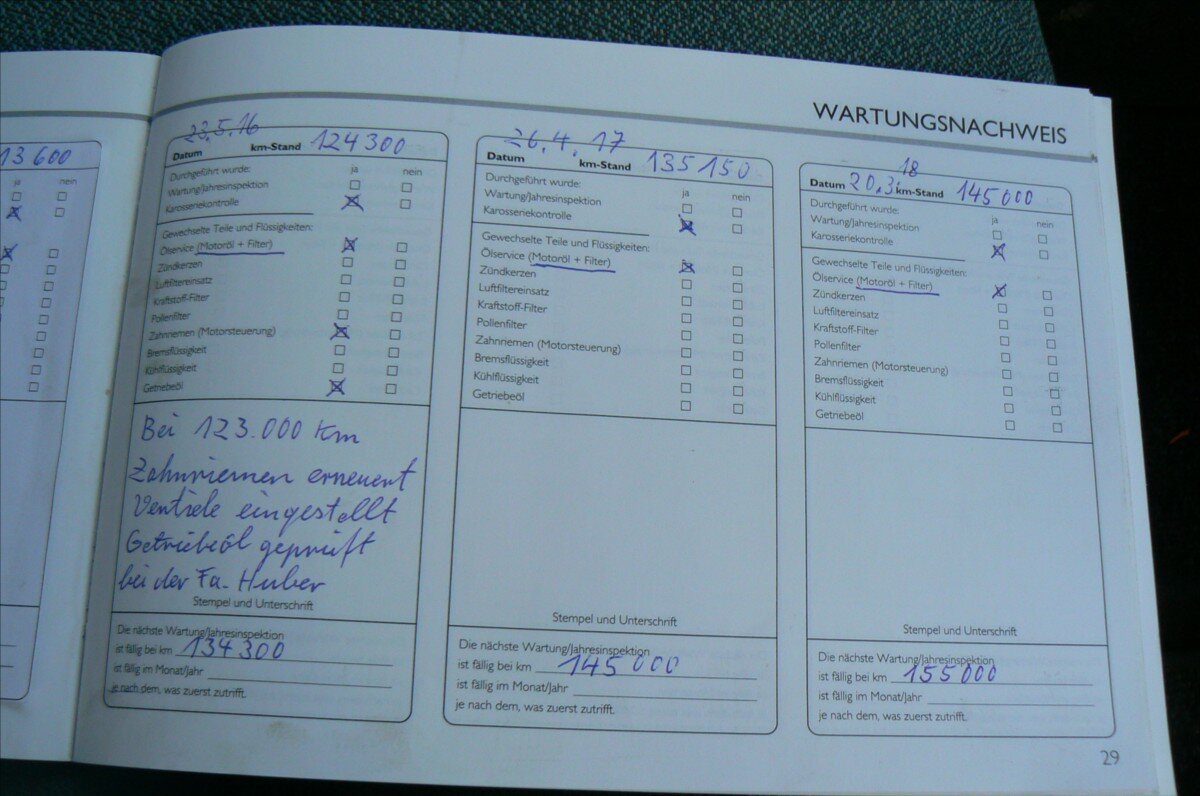 WARTUNGSNACHWEIS
13600
23.5.16
Datum km-Stand 124300
Durchgeführt wurde: ja nein
Wartung/Jahresinspektion
Karosseriekontrolle
Gewechselte Teile und Flüssigkeiten:
Ölservice (Motoröl + Filter)
Zündkerzen
Luftfiltereinsatz
Kraftstoff-Filter
Pollenfilter
Zahnriemen (Motorsteuerung)
Bremsflüssigkeit
Kühlflüssigkeit
Getriebeöl
Bei 123.000 Km
Zahnriemen erneuert
Ventiele eingestellt
Getriebeöl geprüft
bei der Fa. Huber
Stempel und Unterschrift
Die nächste Wartung/Jahresinspektion
ist fällig bei km 134300
ist fällig im Monat/Jahr
je nach dem, was zuerst zutrifft.
26.4.17
Datum km-Stand 135150
Durchgeführt wurde: ja nein
Wartung/Jahresinspektion
Karosseriekontrolle
Gewechselte Teile und Flüssigkeiten:
Ölservice (Motoröl + Filter)
Zündkerzen
Luftfiltereinsatz
Kraftstoff-Filter
Pollenfilter
Zahnriemen (Motorsteuerung)
Bremsflüssigkeit
Kühlflüssigkeit
Getriebeöl
Stempel und Unterschrift
Die nächste Wartung/Jahresinspektion
ist fällig bei km 145000
ist fällig im Monat/Jahr
je nach dem, was zuerst zutrifft.
18
Datum 20.3. km-Stand 145000
Durchgeführt wurde: ja nein
Wartung/Jahresinspektion
Karosseriekontrolle
Gewechselte Teile und Flüssigkeiten:
Ölservice (Motoröl + Filter)
Zündkerzen
Luftfiltereinsatz
Kraftstoff-Filter
Pollenfilter
Zahnriemen (Motorsteuerung)
Bremsflüssigkeit
Kühlflüssigkeit
Getriebeöl
Stempel und Unterschrift
Die nächste Wartung/Jahresinspektion
ist fällig bei km 155000
ist fällig im Monat/Jahr
je nach dem, was zuerst zutrifft.
ja nein
29